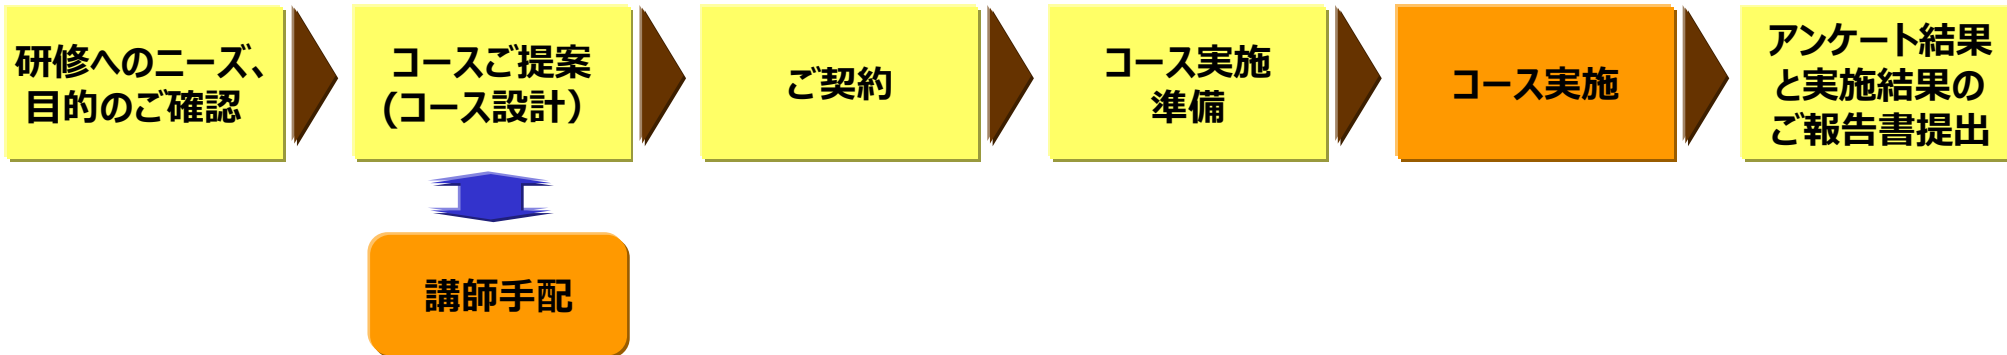 研修へのニーズ、
目的のご確認
コースご提案
(コース設計）
ご契約
コース実施
準備
コース実施
アンケート結果
と実施結果の
ご報告書提出
講師手配